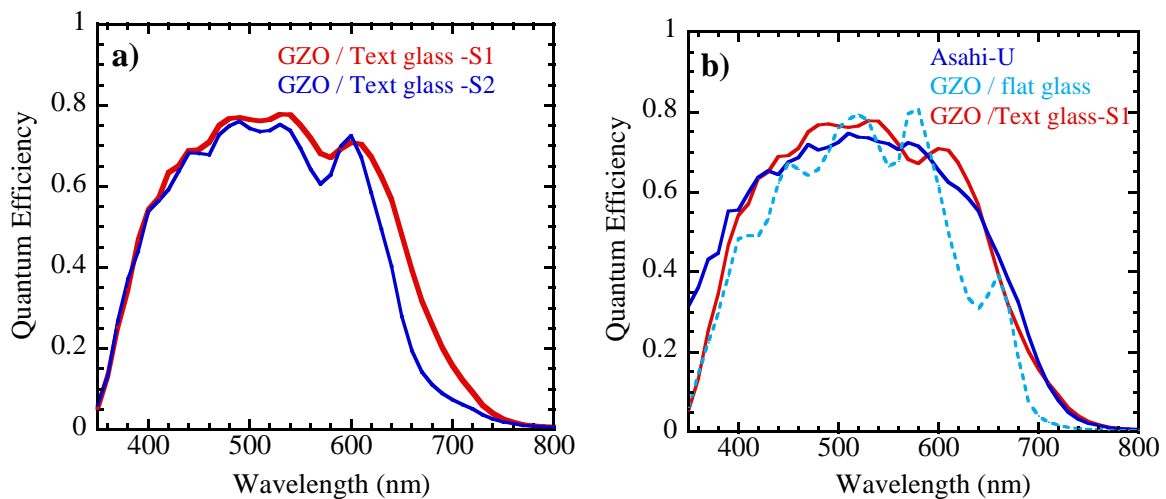 a)
GZO / Text glass -S1
GZO / Text glass -S2
Quantum Efficiency
1
0.8
0.6
0.4
0.2
0
400
500
600
700
800
Wavelength (nm)
b)
Asahi-U
GZO / flat glass
GZO /Text glass-S1
Quantum Efficiency
1
0.8
0.6
0.4
0.2
0
400
500
600
700
800
Wavelength (nm)